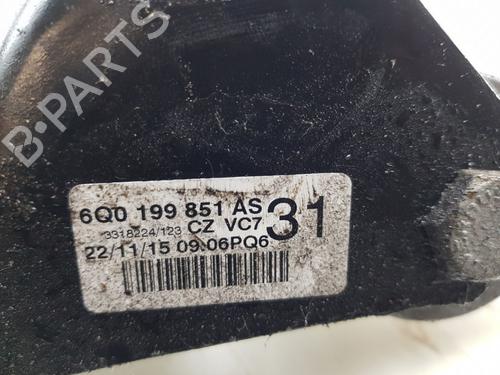 B-PARTS
6Q0 199 851 AS
31
3318224/123 CZ VC7
22/11/15 09:06PQ6